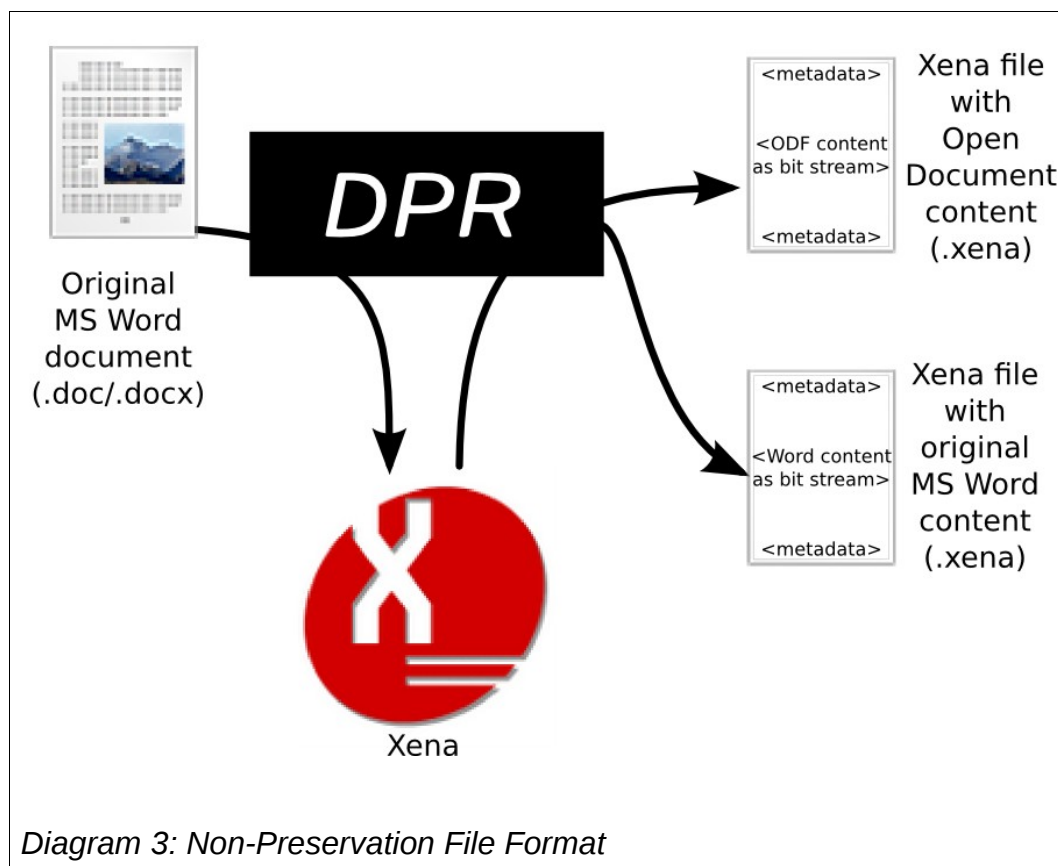 DPR
Original
MS Word
document
(.doc/.docx)
<metadata>
<ODF content
as bit stream>
<metadata>
Xena file
with
Open
Document
content
(.xena)
<metadata>
<Word content
as bit stream>
<metadata>
Xena file
with
original
MS Word
content
(.xena)
X
Xena
Diagram 3: Non-Preservation File Format